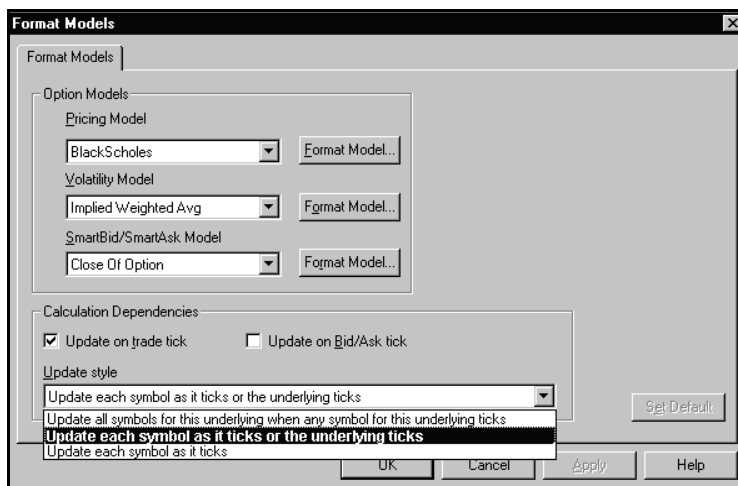 Format Models
Format Models
Option Models
Pricing Model
BlackScholes
Format Model...
Volatility Model
Implied Weighted Avg
Format Model...
SmartBid/SmartAsk Model
Close Of Option
Format Model...
Calculation Dependencies
Update on trade tick
Update on Bid/Ask tick
Update style
Update each symbol as it ticks or the underlying ticks
Set Default
Update all symbols for this underlying when any symbol for this underlying ticks
Update each symbol as it ticks or the underlying ticks
Update each symbol as it ticks
OK
Cancel
Apply
Help